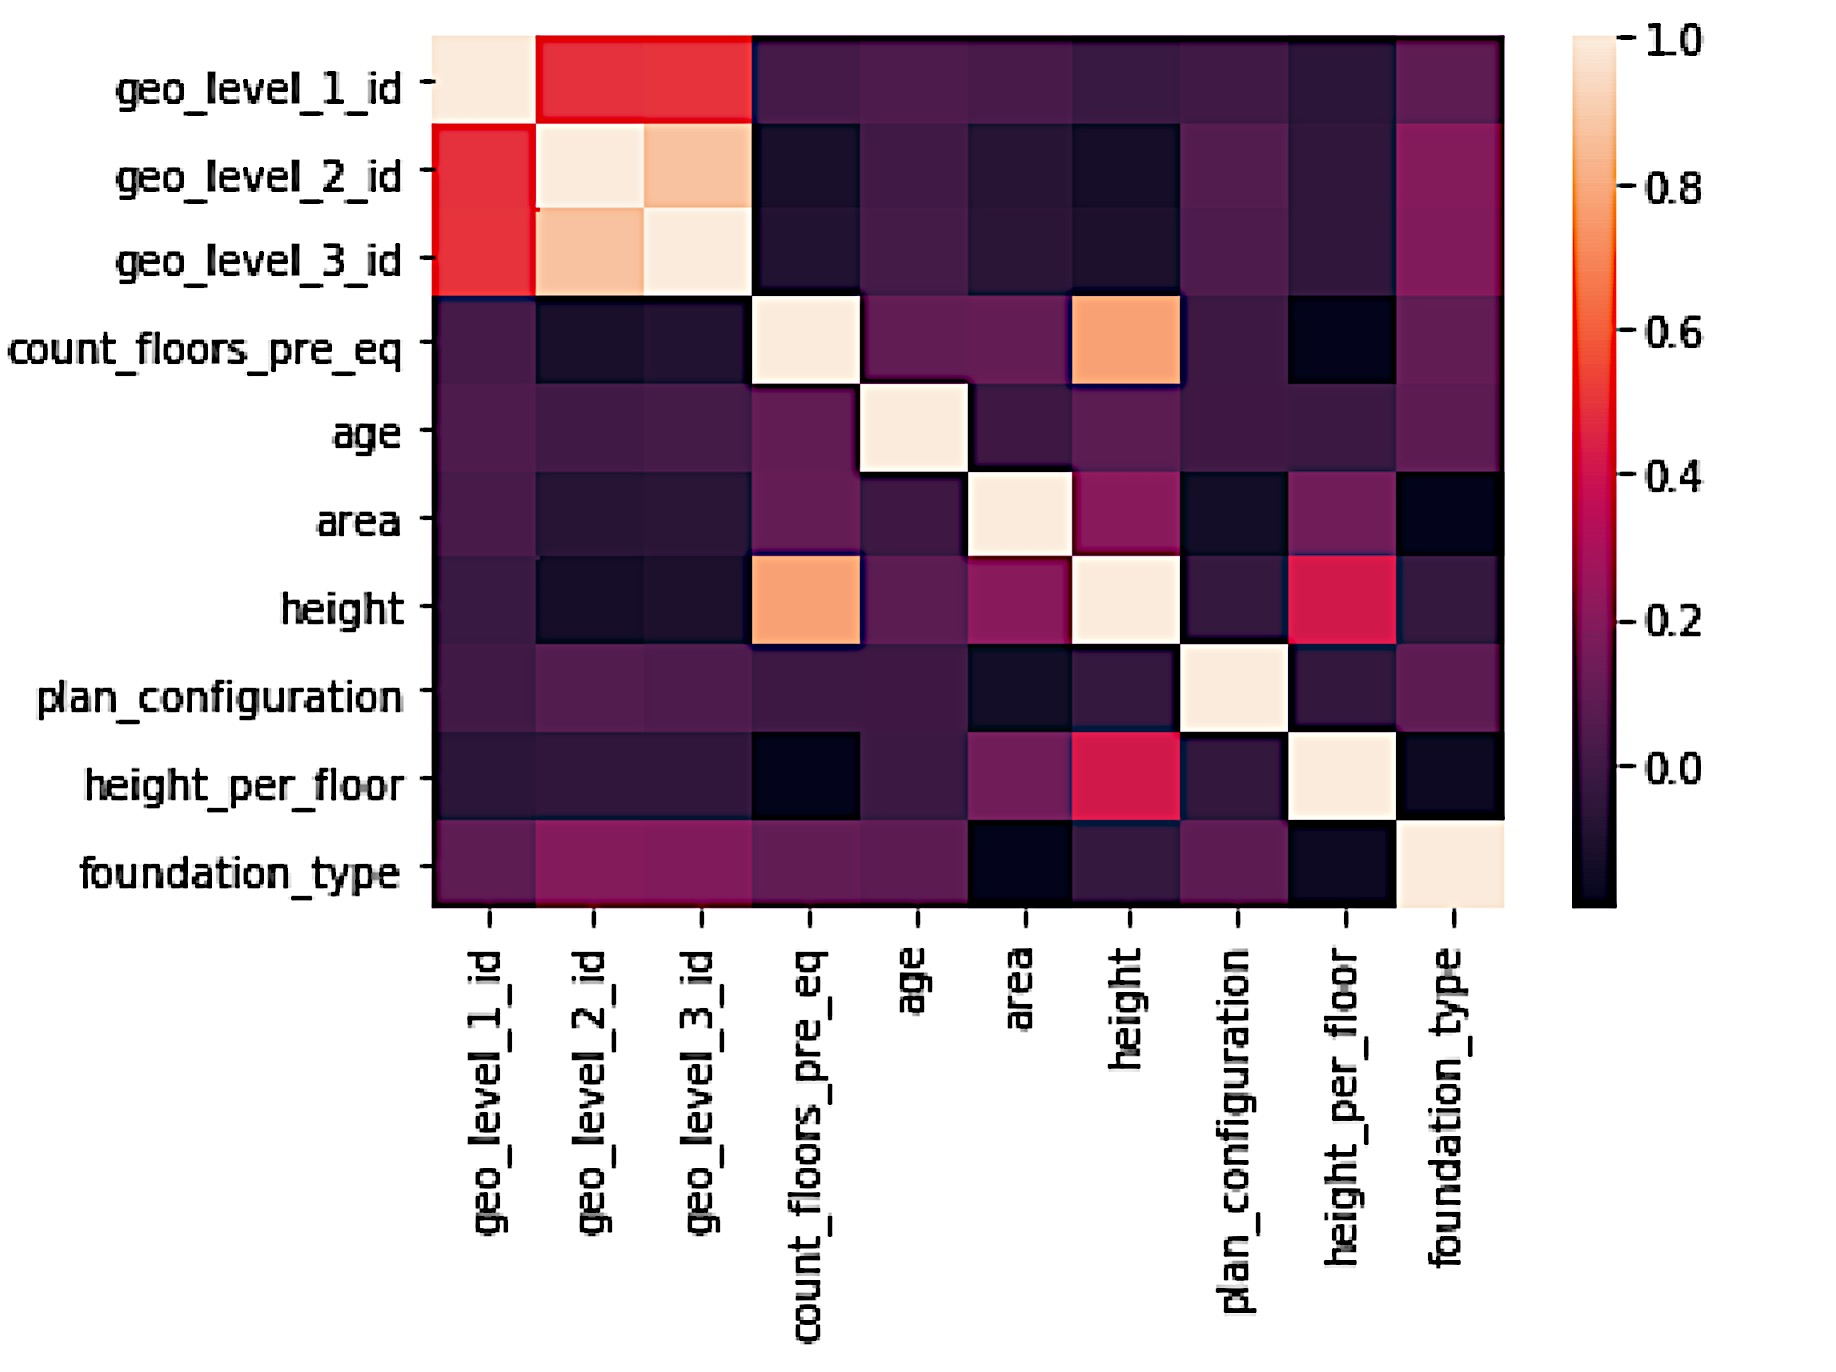 geo_level_1_id
geo_level_2_id
geo_level_3_id
count_floors_pre_eq
age
area
height
plan_configuration
height_per_floor
foundation_type
geo_level_1_id
geo_level_2_id
geo_level_3_id
count_floors_pre_eq
age
area
height
plan_configuration
height_per_floor
foundation_type
1.0
0.8
0.6
0.4
0.2
0.0